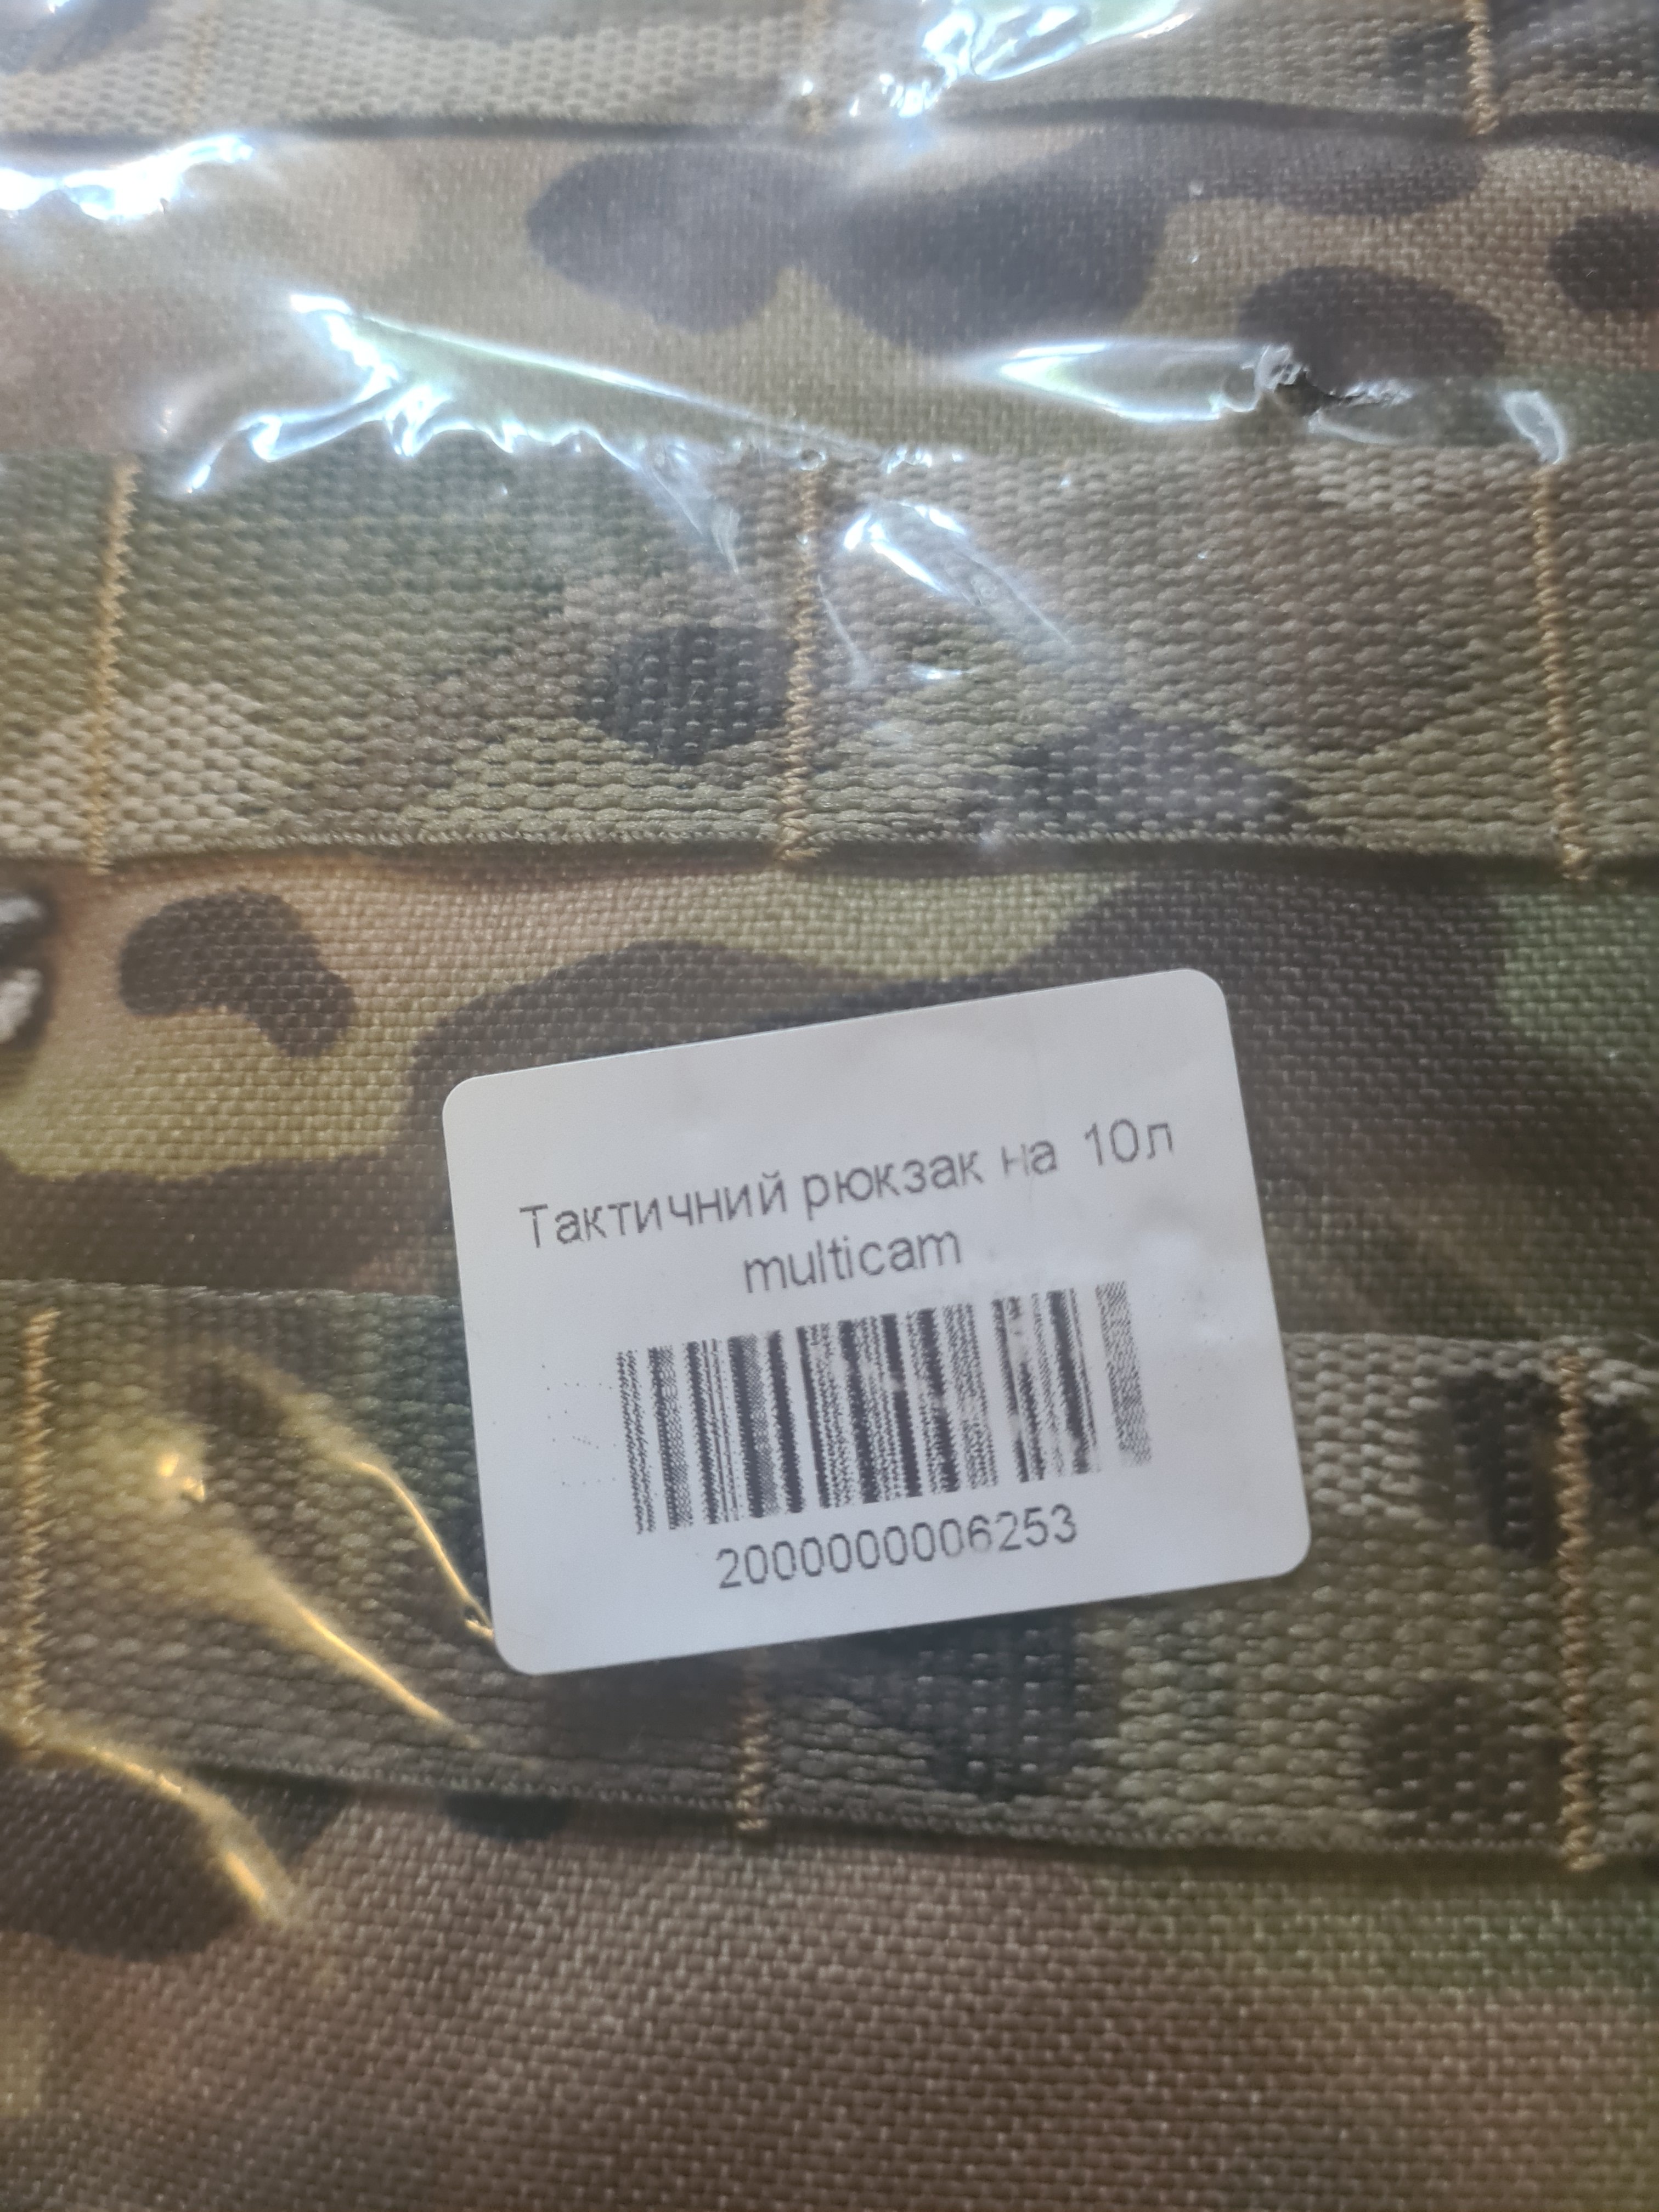 Тактичний рюкзак на 10л
multicam
2000000006253